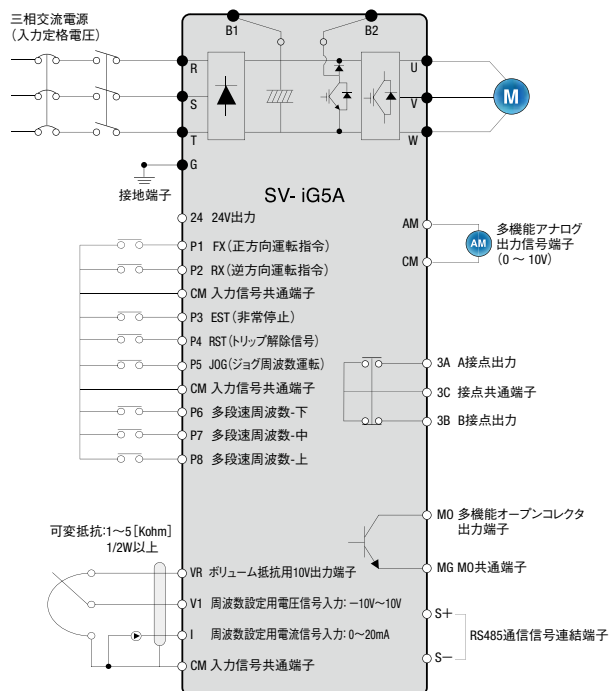 三相交流電源
（入力定格電圧）
B1
B2
R
S
T
G
U
V
W
M
接地端子
SV- iG5A
24 24V出力
P1 FX（正方向運転指令）
P2 RX（逆方向運転指令）
CM 入力信号共通端子
P3 EST（非常停止）
P4 RST（トリップ解除信号）
P5 JOG（ジョグ周波数運転）
CM 入力信号共通端子
P6 多段速周波数-下
P7 多段速周波数-中
P8 多段速周波数-上
AM
CM
AM
多機能アナログ
出力信号端子
（0 ～ 10V）
3A A接点出力
3C 接点共通端子
3B B接点出力
MO 多機能オープンコレクタ
出力端子
MG MO共通端子
可変抵抗:1～5［Kohm］
1/2W以上
VR ボリューム抵抗用10V出力端子
V1 周波数設定用電圧信号入力：－10V～10V
I 周波数設定用電流信号入力：0～20mA
CM 入力信号共通端子
S+
S－
RS485通信信号連結端子